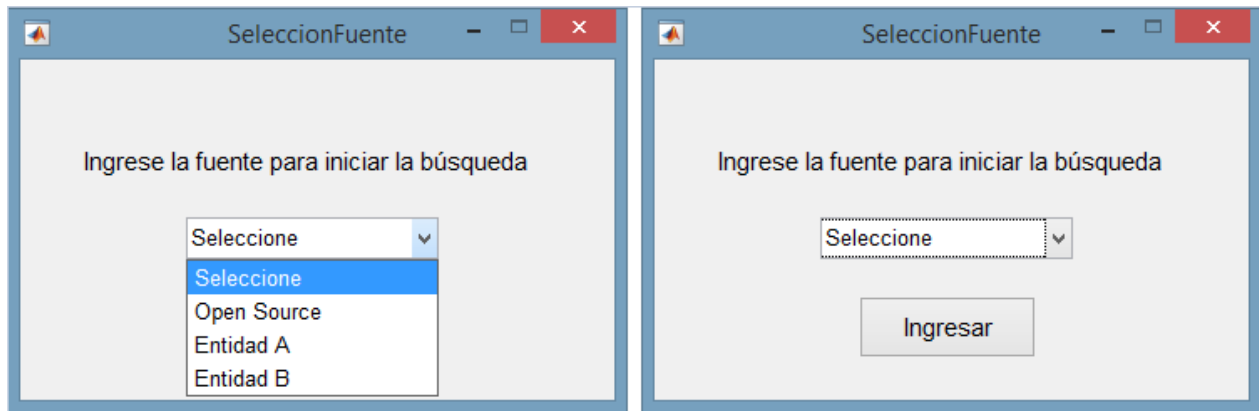 SeleccionFuente
Ingrese la fuente para iniciar la búsqueda
Seleccione
Seleccione
Open Source
Entidad A
Entidad B
SeleccionFuente
Ingrese la fuente para iniciar la búsqueda
Seleccione
Ingresar